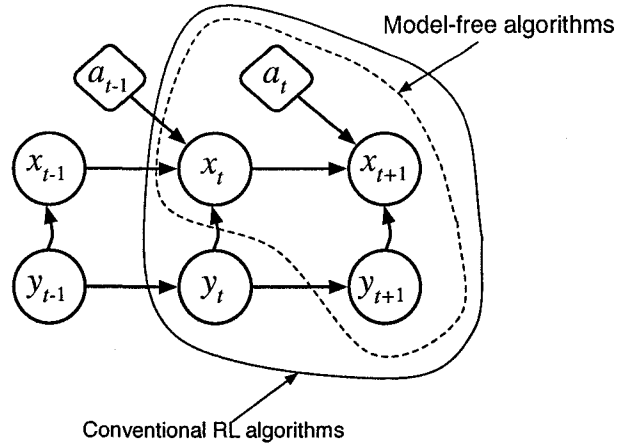 Model-free algorithms
a_{t-1}
a_t
x_{t-1}
x_t
x_{t+1}
y_{t-1}
y_t
y_{t+1}
Conventional RL algorithms